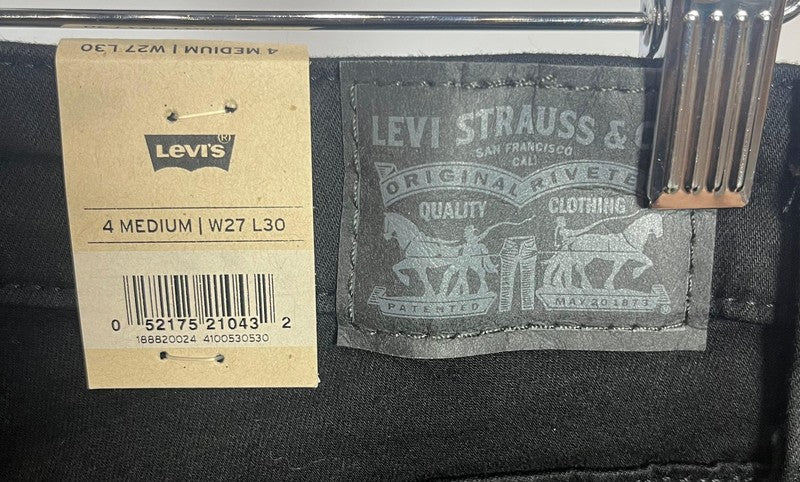 4 MEDIUM | W27 L30
LEVI'S®
4 MEDIUM | W27 L30
0 52175 21043 2
188820024 4100530530
LEVI STRAUSS & C
SAN FRANCISCO
CAL!
ORIGINAL RIVETE
QUALITY CLOTHING
PATENTED MAY 20 1873